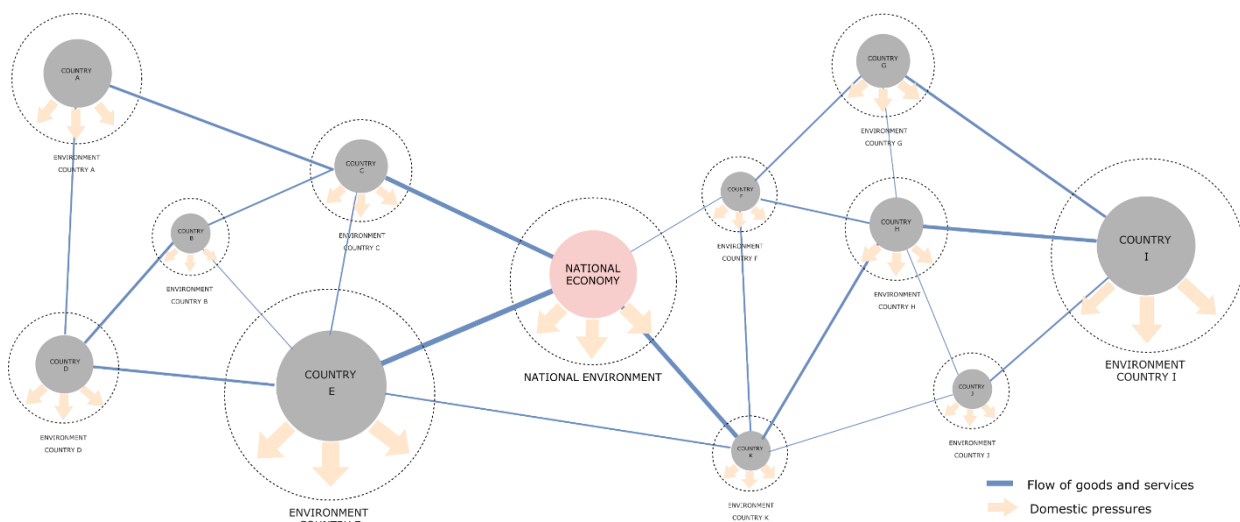 COUNTRY
A
ENVIRONMENT
COUNTRY A
COUNTRY
B
ENVIRONMENT
COUNTRY B
COUNTRY
C
ENVIRONMENT
COUNTRY C
COUNTRY
D
ENVIRONMENT
COUNTRY D
COUNTRY
E
ENVIRONMENT
NATIONAL
ECONOMY
NATIONAL ENVIRONMENT
COUNTRY
F
ENVIRONMENT
COUNTRY F
COUNTRY
G
ENVIRONMENT
COUNTRY G
COUNTRY
H
ENVIRONMENT
COUNTRY H
COUNTRY
I
ENVIRONMENT
COUNTRY I
COUNTRY
J
ENVIRONMENT
COUNTRY J
COUNTRY
K
ENVIRONMENT
COUNTRY K
Flow of goods and services
Domestic pressures